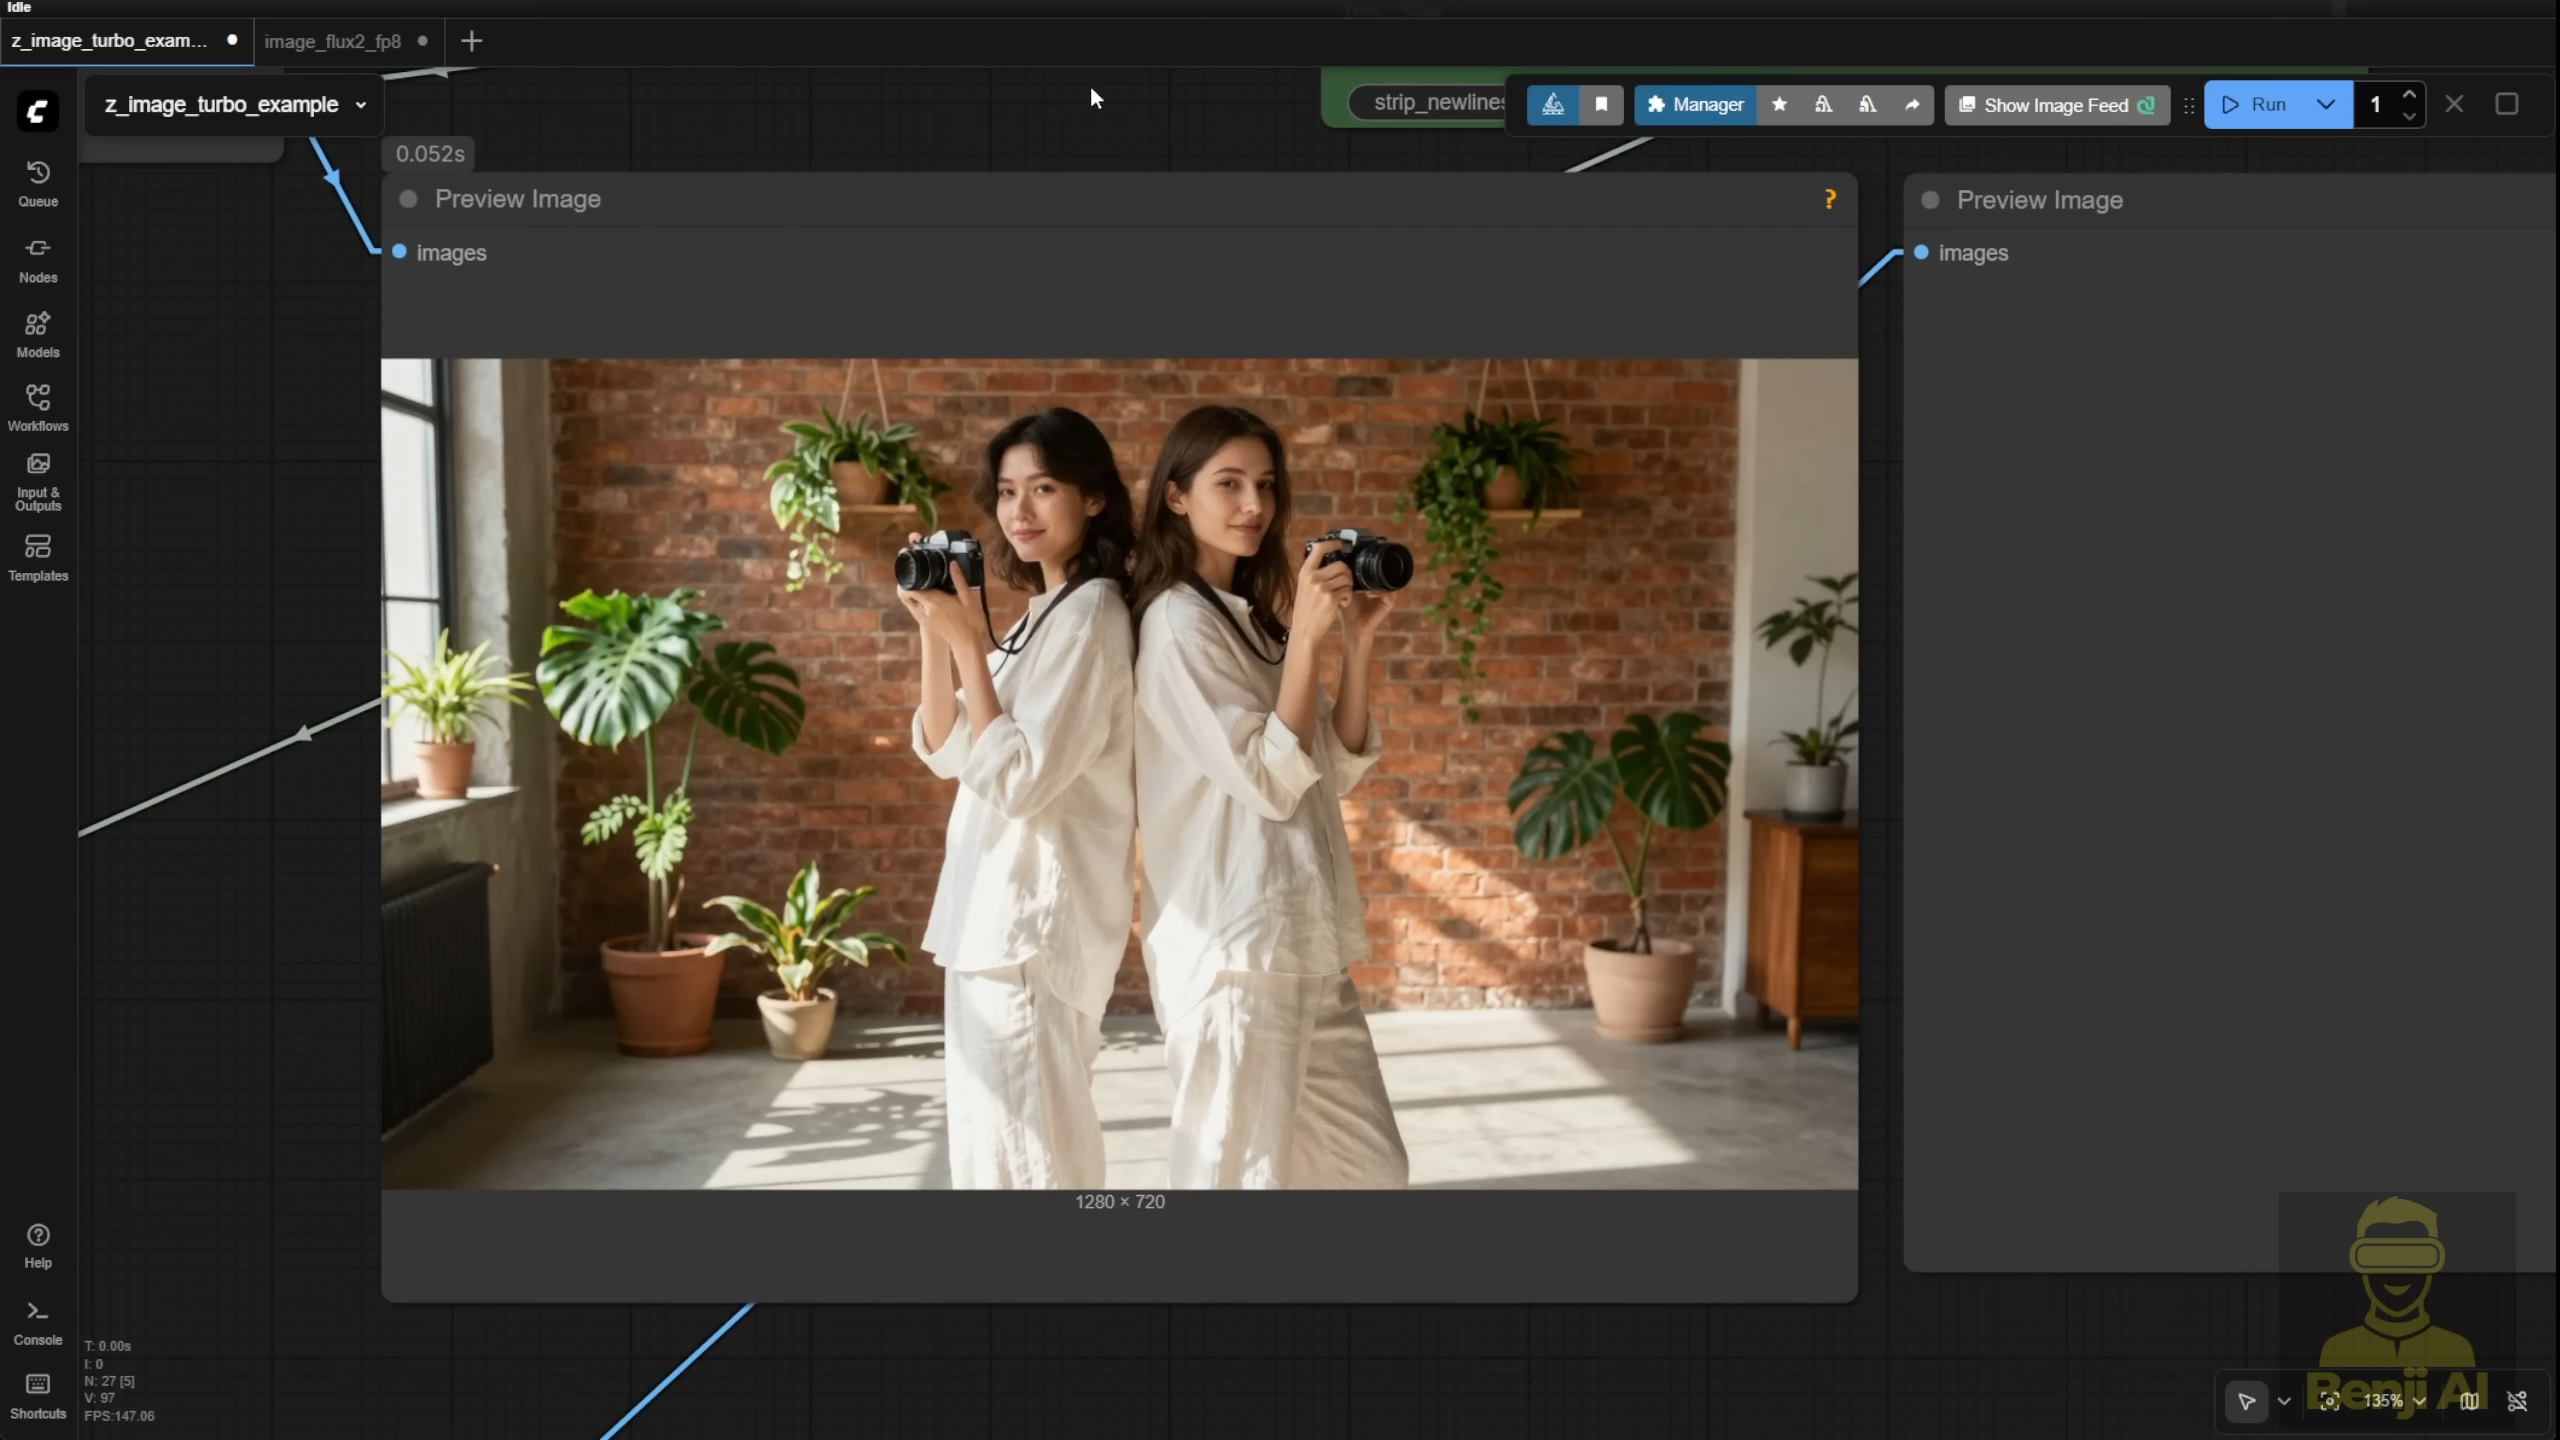 Idle
z_image_turbo_exam...
image_flux2_fp8
z_image_turbo_example
strip_newlines
Manager
Show Image Feed
Run
1
0.052s
Preview Image
?
images
Preview Image
images
Queue
Nodes
Models
Workflows
Input &
Outputs
Templates
1280 × 720
Help
Console
Shortcuts
T: 0.00s
I: 0
N: 27 [5]
V: 97
FPS:147.06
135%
Benji AI